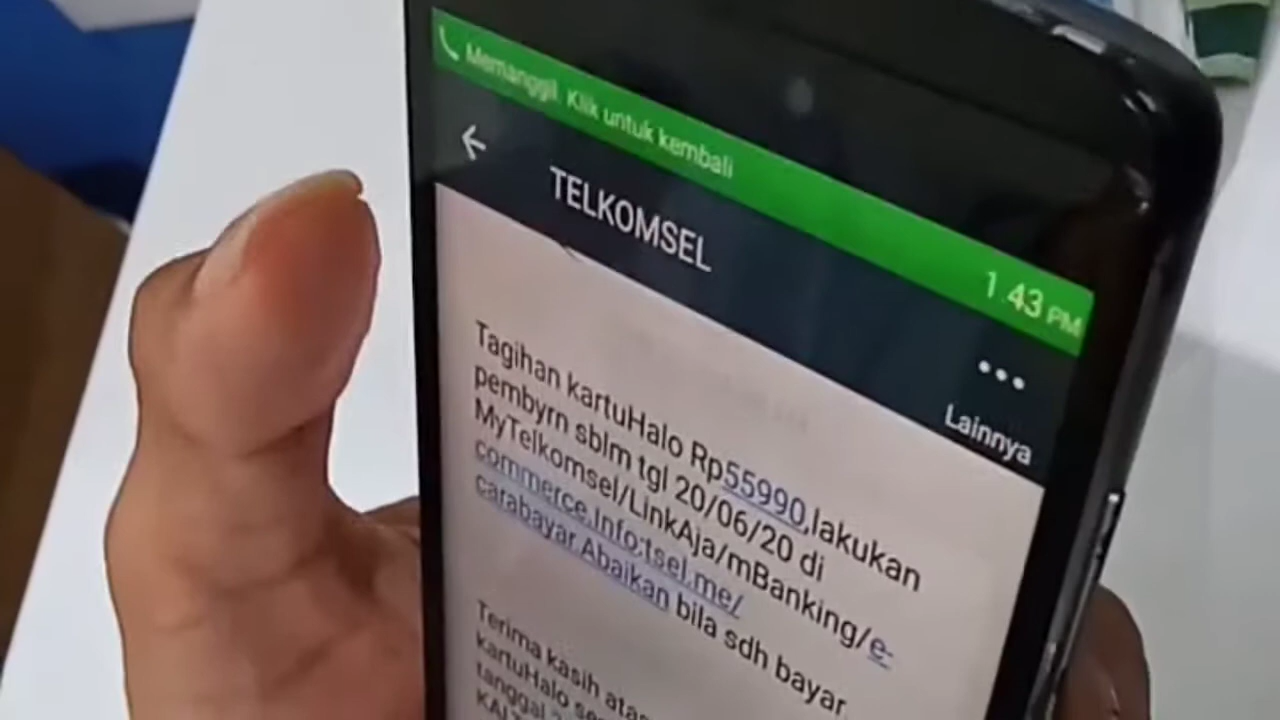 Memanggil. Klik untuk kembali
1.43 PM
TELKOMSEL
Lainnya
Tagihan kartuHalo Rp55990,lakukan
pembyrn sblm tgl 20/06/20 di
MyTelkomsel/LinkAja/mBanking/e-
commerce.Info:tsel.me/
carabayar.Abaikan bila sdh bayar
Terima kasih atas
kartuHalo
tanggal